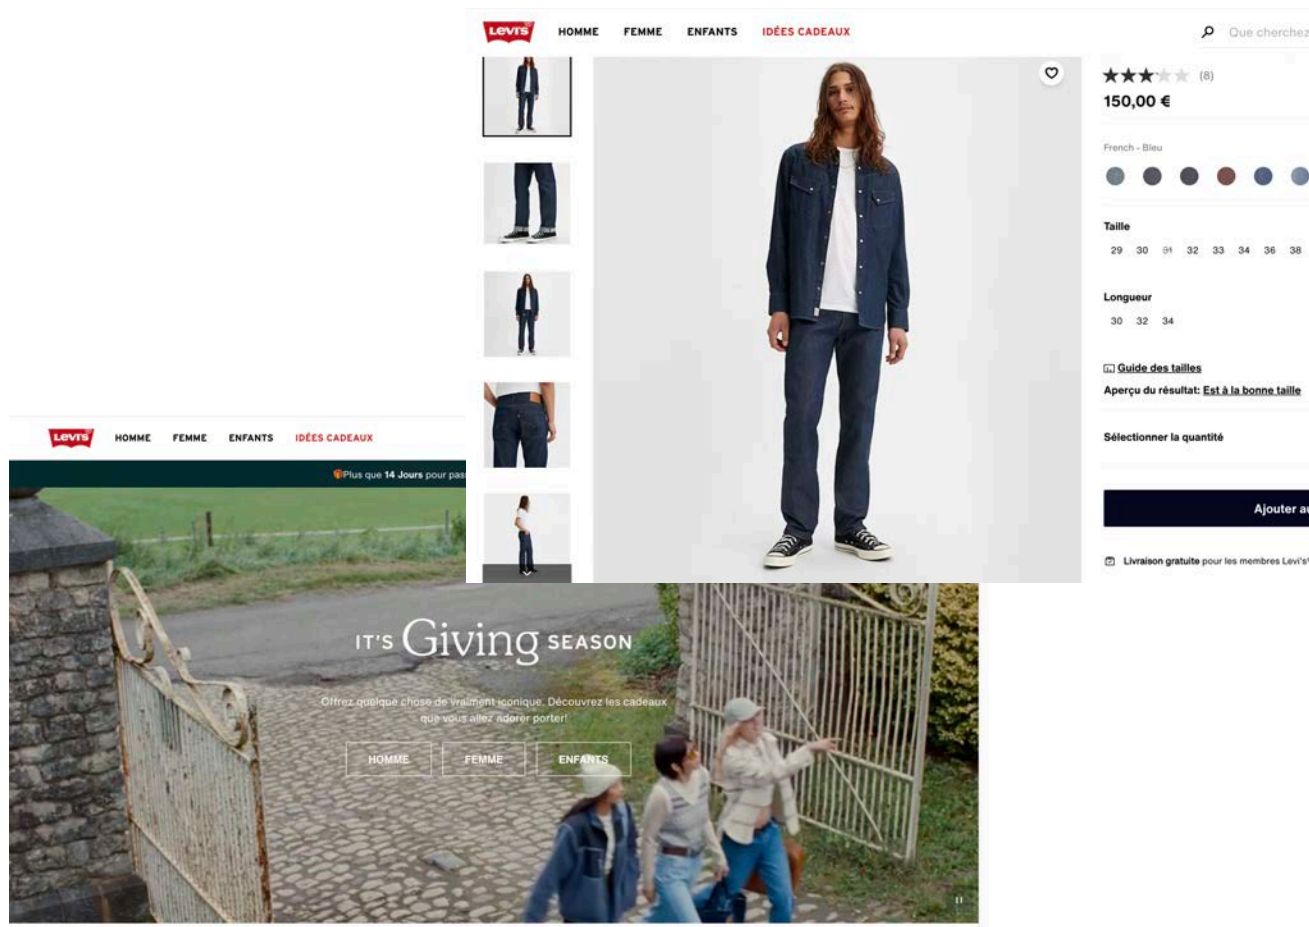 Levi's
HOMME FEMME ENFANTS IDÉES CADEAUX
Que cherchez
(8)
150,00 €
French - Bleu
Taille
29 30 31 32 33 34 36 38
Longueur
30 32 34
Guide des tailles
Aperçu du résultat: Est à la bonne taille
Sélectionner la quantité
Ajouter au
Livraison gratuite pour les membres Levi's
Levi's
HOMME FEMME ENFANTS IDÉES CADEAUX
Plus que 14 Jours pour pas
IT'S Giving SEASON
Offrez quelque chose de vraiment iconique. Découvrez les cadeaux
que vous allez adorer porter!
HOMME FEMME ENFANTS